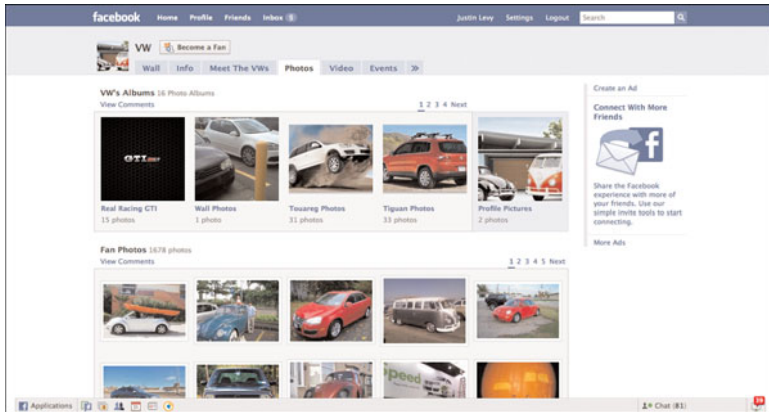 facebook Home Profile Friends Inbox 5 Justin Levy Settings Logout Search
VW Become a Fan
Wall Info Meet The VWs Photos Video Events »
VW's Albums 16 Photo Albums
View Comments 1 2 3 4 Next
GTI
Real Racing GTI Wall Photos Touareg Photos Tiguan Photos Profile Pictures
15 photos 1 photo 31 photos 33 photos 2 photos
Fan Photos 1678 photos
View Comments 1 2 3 4 5 Next
Speed
Create an Ad
Connect With More
Friends
Share the Facebook
experience with more of
your friends. Use our
simple invite tools to start
connecting.
More Ads
Applications 31 Chat (81) 39